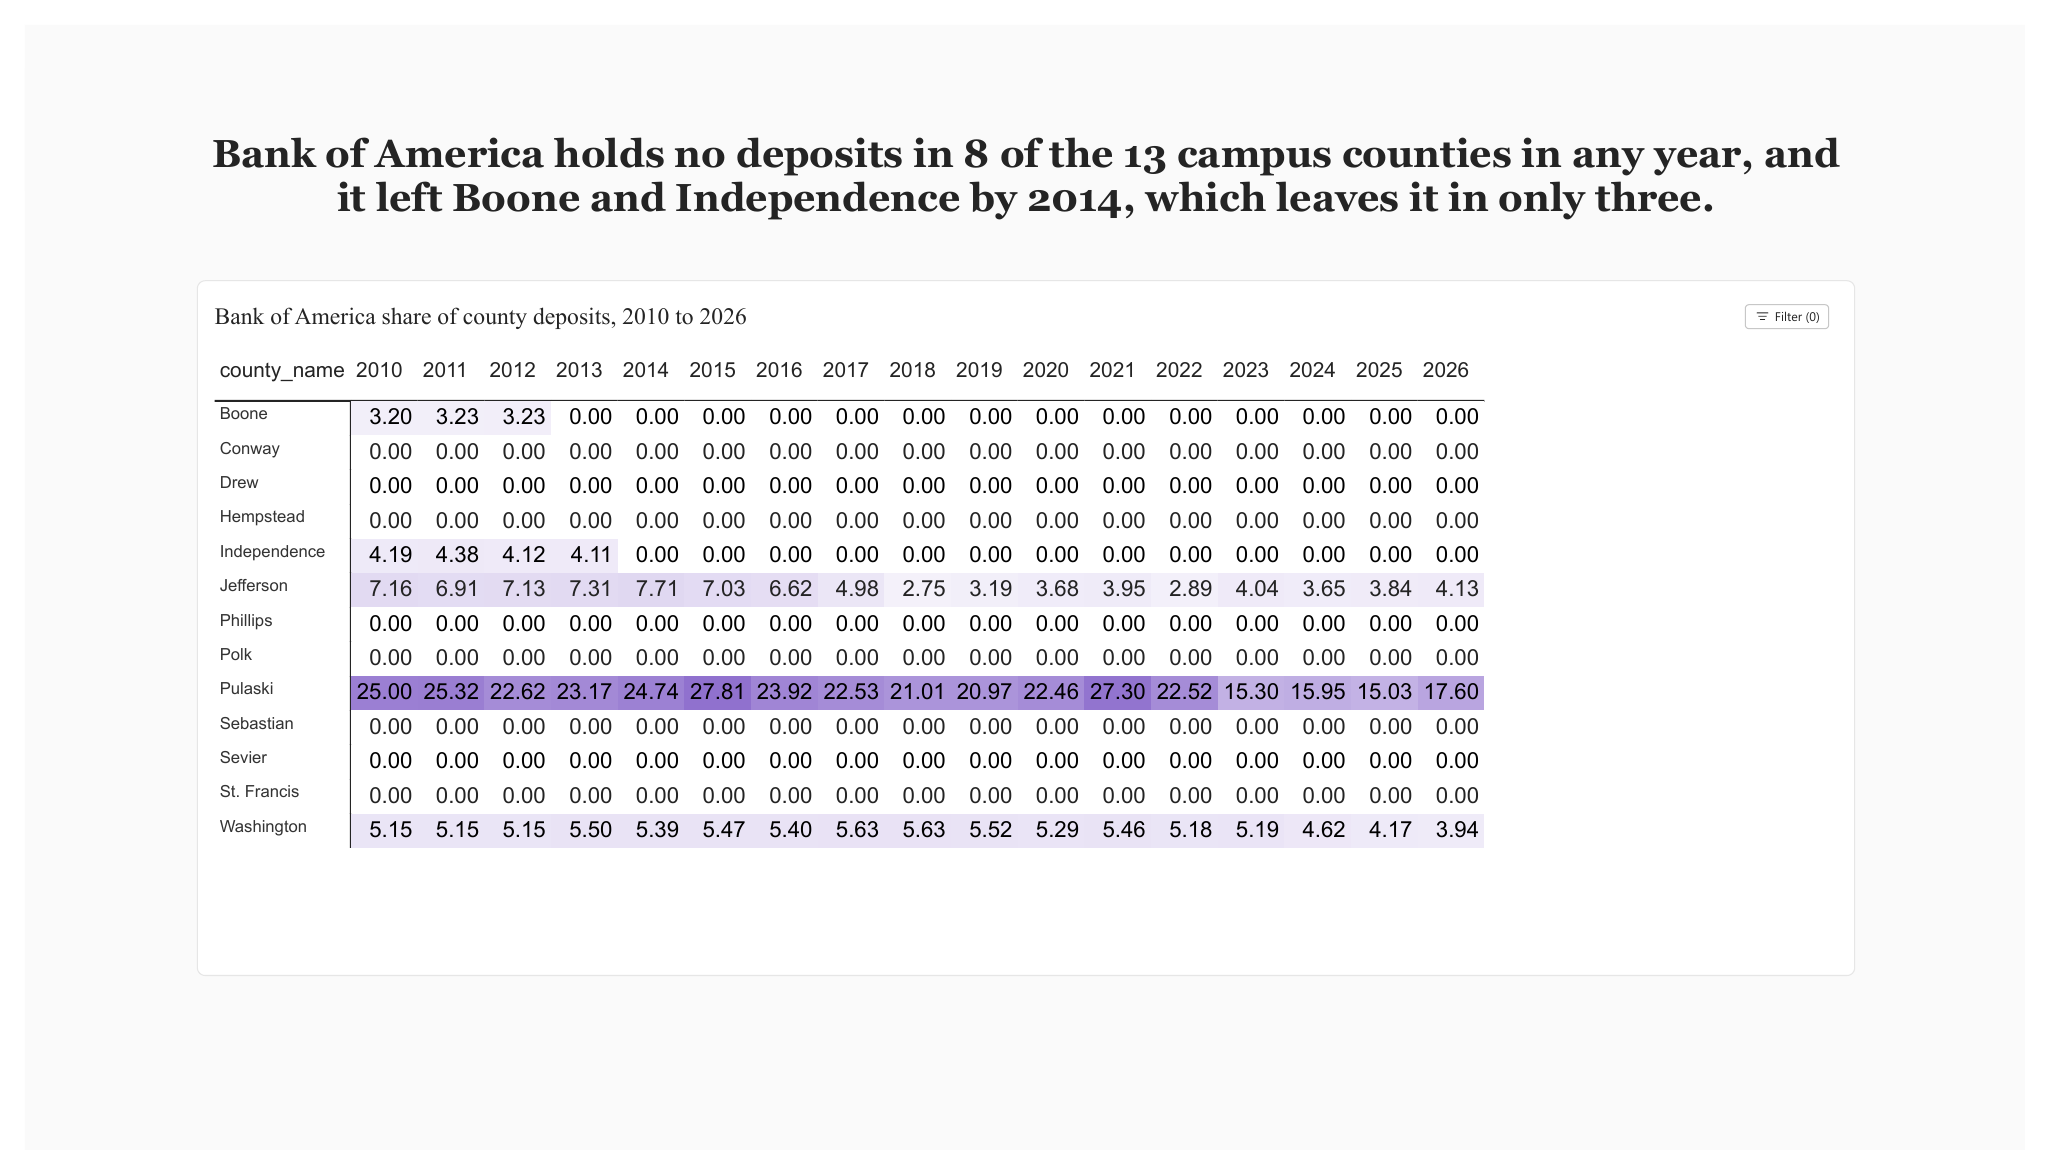 Bank of America holds no deposits in 8 of the 13 campus counties in any year, and
it left Boone and Independence by 2014, which leaves it in only three.
Bank of America share of county deposits, 2010 to 2026
Filter (0)
county_name 2010 2011 2012 2013 2014 2015 2016 2017 2018 2019 2020 2021 2022 2023 2024 2025 2026
Boone 3.20 3.23 3.23 0.00 0.00 0.00 0.00 0.00 0.00 0.00 0.00 0.00 0.00 0.00 0.00 0.00 0.00
Conway 0.00 0.00 0.00 0.00 0.00 0.00 0.00 0.00 0.00 0.00 0.00 0.00 0.00 0.00 0.00 0.00 0.00
Drew 0.00 0.00 0.00 0.00 0.00 0.00 0.00 0.00 0.00 0.00 0.00 0.00 0.00 0.00 0.00 0.00 0.00
Hempstead 0.00 0.00 0.00 0.00 0.00 0.00 0.00 0.00 0.00 0.00 0.00 0.00 0.00 0.00 0.00 0.00 0.00
Independence 4.19 4.38 4.12 4.11 0.00 0.00 0.00 0.00 0.00 0.00 0.00 0.00 0.00 0.00 0.00 0.00 0.00
Jefferson 7.16 6.91 7.13 7.31 7.71 7.03 6.62 4.98 2.75 3.19 3.68 3.95 2.89 4.04 3.65 3.84 4.13
Phillips 0.00 0.00 0.00 0.00 0.00 0.00 0.00 0.00 0.00 0.00 0.00 0.00 0.00 0.00 0.00 0.00 0.00
Polk 0.00 0.00 0.00 0.00 0.00 0.00 0.00 0.00 0.00 0.00 0.00 0.00 0.00 0.00 0.00 0.00 0.00
Pulaski 25.00 25.32 22.62 23.17 24.74 27.81 23.92 22.53 21.01 20.97 22.46 27.30 22.52 15.30 15.95 15.03 17.60
Sebastian 0.00 0.00 0.00 0.00 0.00 0.00 0.00 0.00 0.00 0.00 0.00 0.00 0.00 0.00 0.00 0.00 0.00
Sevier 0.00 0.00 0.00 0.00 0.00 0.00 0.00 0.00 0.00 0.00 0.00 0.00 0.00 0.00 0.00 0.00 0.00
St. Francis 0.00 0.00 0.00 0.00 0.00 0.00 0.00 0.00 0.00 0.00 0.00 0.00 0.00 0.00 0.00 0.00 0.00
Washington 5.15 5.15 5.15 5.50 5.39 5.47 5.40 5.63 5.63 5.52 5.29 5.46 5.18 5.19 4.62 4.17 3.94